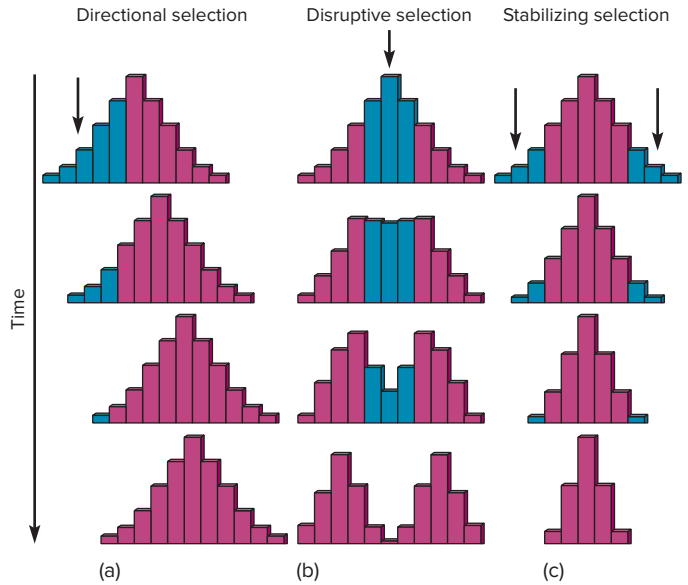 Directional selection
Disruptive selection
Stabilizing selection
Time
(a)
(b)
(c)